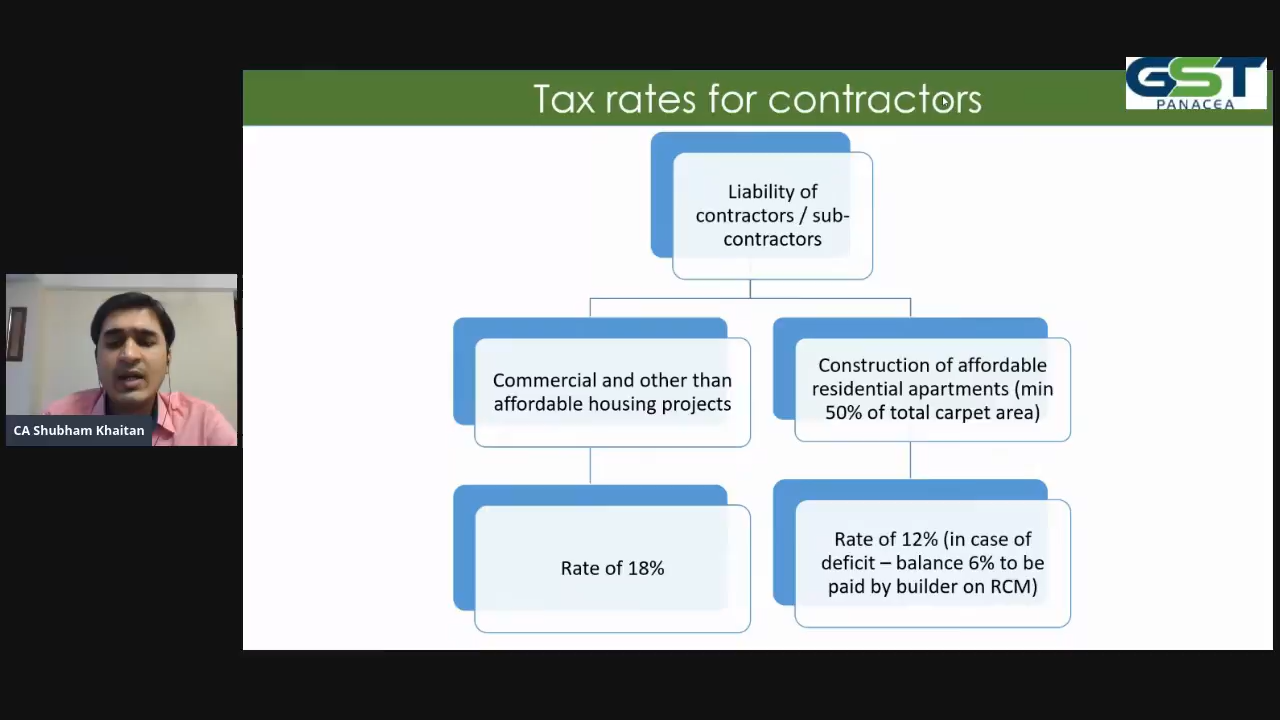 Tax rates for contractors
GST
PANACEA
Liability of
contractors / sub-
contractors
Commercial and other than
affordable housing projects
Construction of affordable
residential apartments (min
50% of total carpet area)
Rate of 18%
Rate of 12% (in case of
deficit – balance 6% to be
paid by builder on RCM)
CA Shubham Khaitan